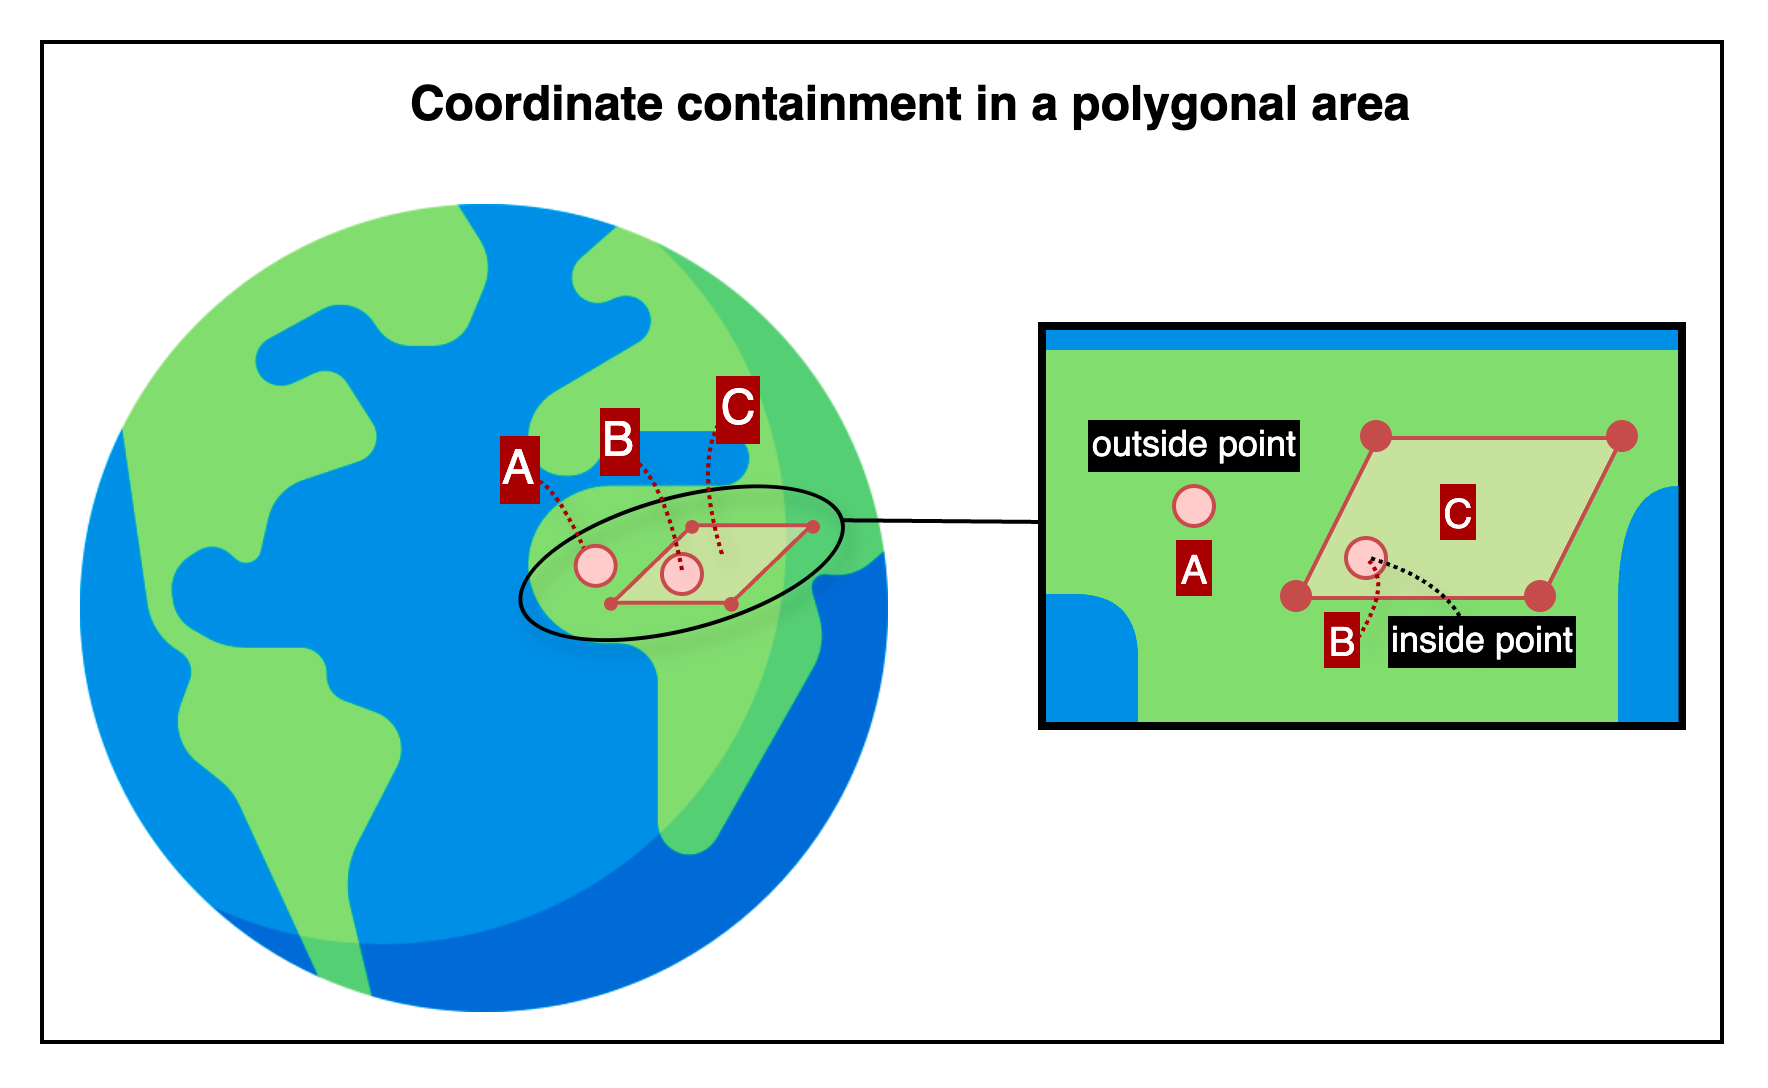 Coordinate containment in a polygonal area
C
B
A
outside point
C
A
B
inside point